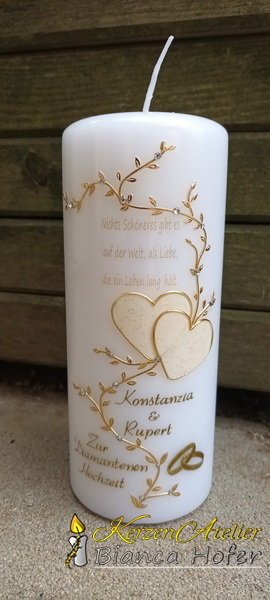 Nichts Schöneres gibt es
auf der Welt, als Liebe,
die ein Leben lang hält.
Konstanzia
&
Rupert
Zur
Diamantenen
Hochzeit
KerzenAtelier
Bianca Hofer